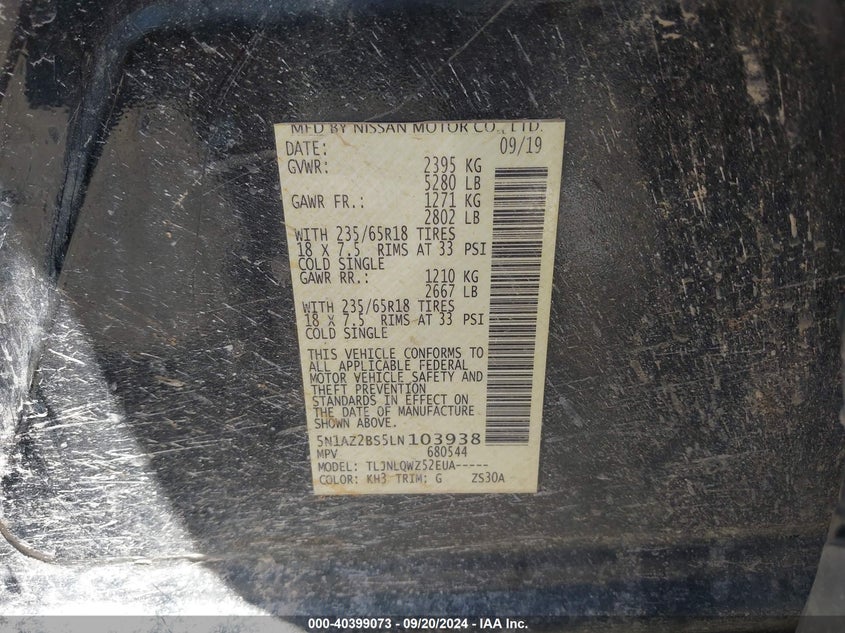 MFD BY NISSAN MOTOR CO., LTD.
DATE: 09/19
GVWR: 2395 KG
5280 LB
GAWR FR.: 1271 KG
2802 LB
WITH 235/65R18 TIRES
18 X 7.5 RIMS AT 33 PSI
COLD SINGLE
GAWR RR.: 1210 KG
2667 LB
WITH 235/65R18 TIRES
18 X 7.5 RIMS AT 33 PSI
COLD SINGLE
THIS VEHICLE CONFORMS TO
ALL APPLICABLE FEDERAL
MOTOR VEHICLE SAFETY AND
THEFT PREVENTION
STANDARDS IN EFFECT ON
THE DATE OF MANUFACTURE
SHOWN ABOVE.
5N1AZ2BS5LN103938
MPV 680544
MODEL: TLJNLQWZ52EUA-----
COLOR: KH3 TRIM: G ZS30A
000-40399073 - 09/20/2024 - IAA Inc.